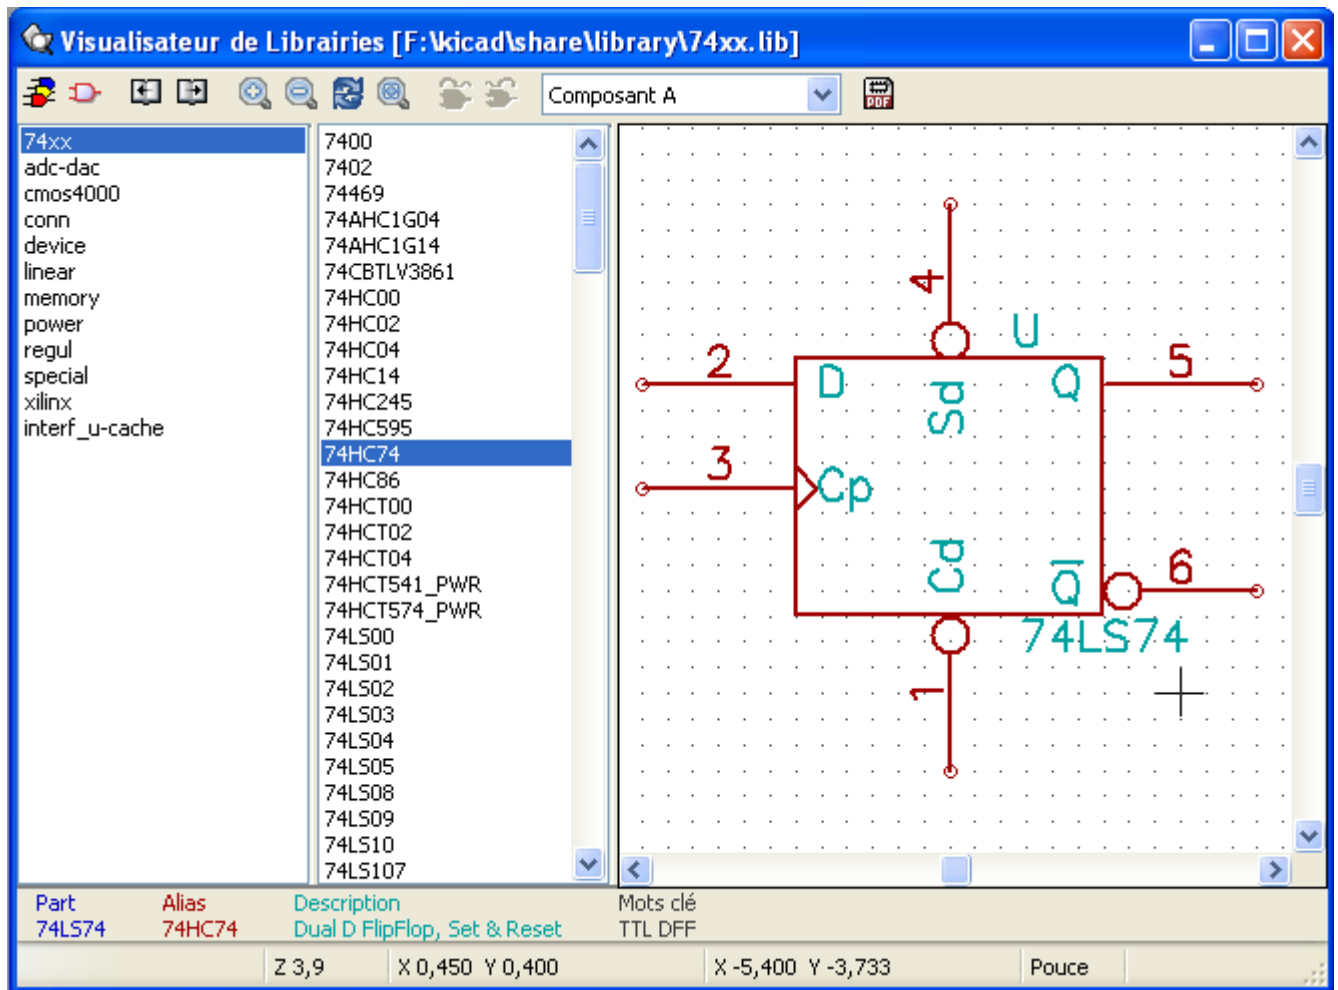 Visualisateur de Librairies [F:\kicad\share\library\74xx.lib]
Composant A
PDF
74xx
adc-dac
cmos4000
conn
device
linear
memory
power
regul
special
xilinx
interf_u-cache
7400
7402
74469
74AHC1G04
74AHC1G14
74CBTLV3861
74HC00
74HC02
74HC04
74HC14
74HC245
74HC595
74HC74
74HC86
74HCT00
74HCT02
74HCT04
74HCT541_PWR
74HCT574_PWR
74LS00
74LS01
74LS02
74LS03
74LS04
74LS05
74LS08
74LS09
74LS10
74LS107
4
U
2
5
D
Sd
Q
3
Cp
Cd
Q̅
6
74LS74
1
Part Alias Description Mots clé
74LS74 74HC74 Dual D FlipFlop, Set & Reset TTL DFF
Z 3,9 X 0,450 Y 0,400 X -5,400 Y -3,733 Pouce